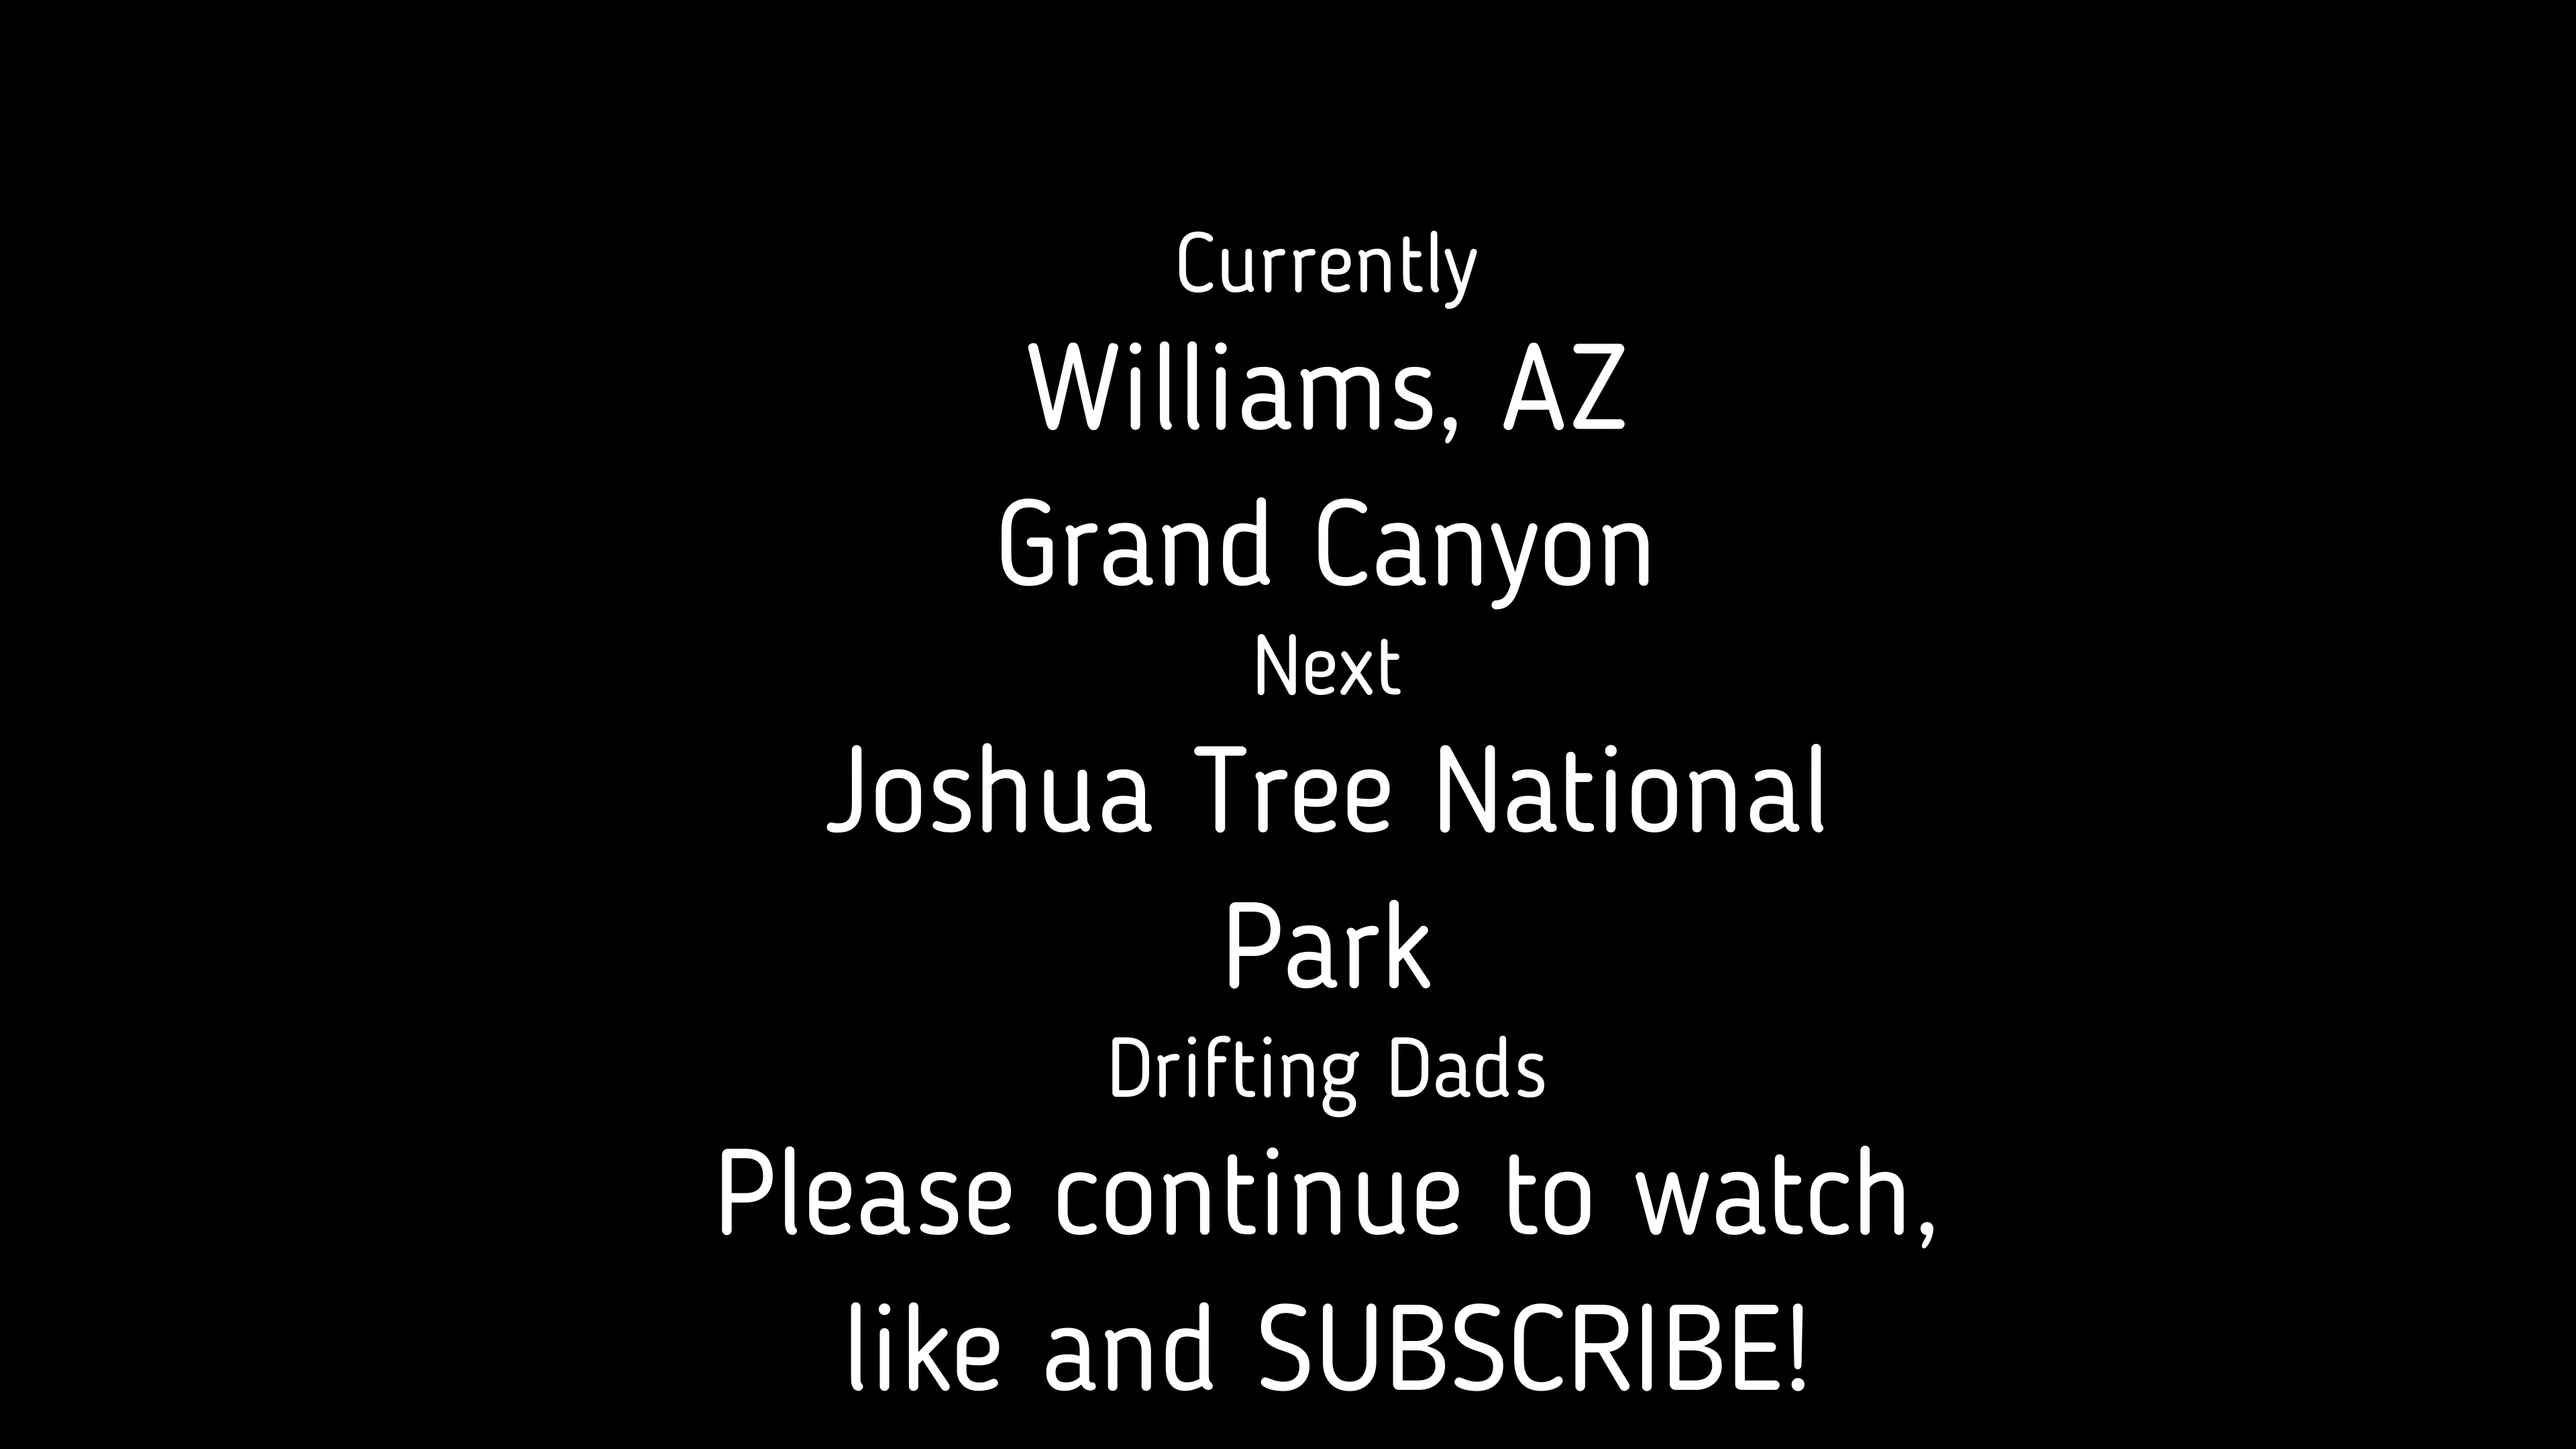 Currently
Williams, AZ
Grand Canyon
Next
Joshua Tree National
Park
Drifting Dads
Please continue to watch,
like and SUBSCRIBE!